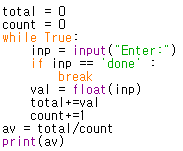 total = 0
count = 0
while True:
    inp = input("Enter:")
    if inp == 'done' :
        break
    val = float(inp)
    total+=val
    count+=1
av = total/count
print(av)